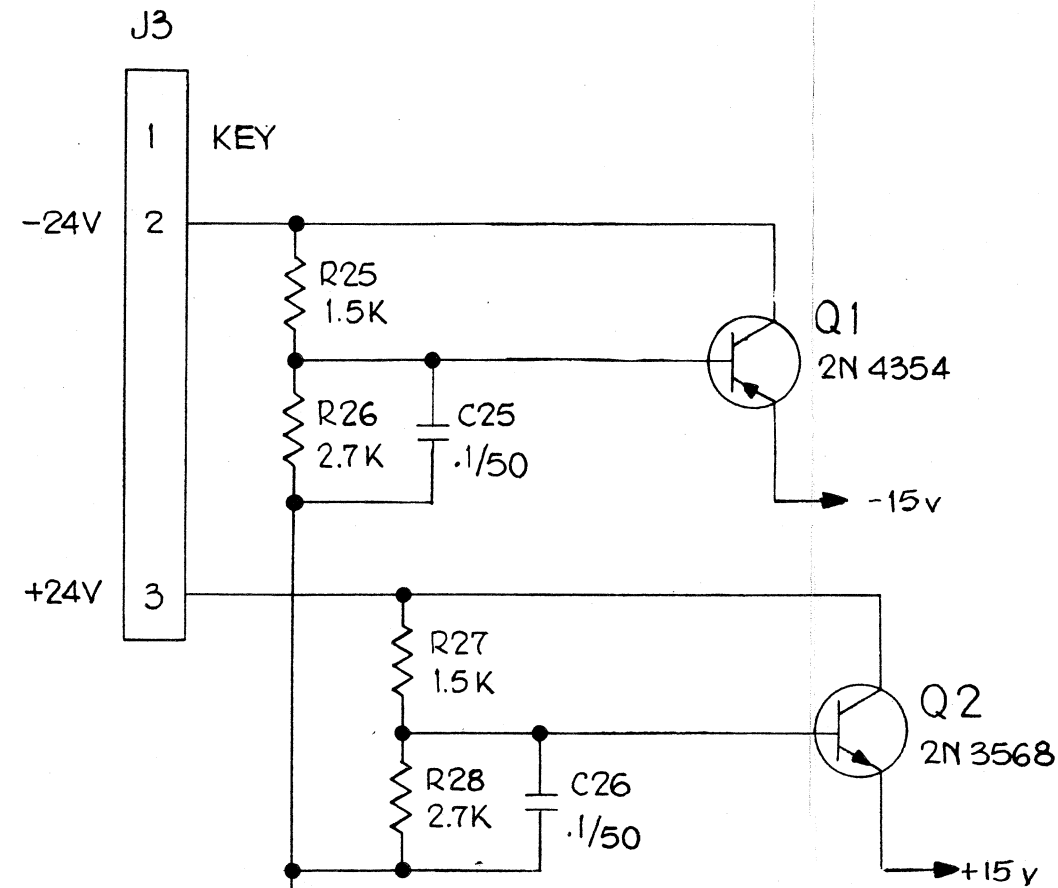 J3
1 KEY
-24V 2
R25
1.5K
Q1
2N 4354
R26
2.7K
C25
.1/50
-15v
+24V 3
R27
1.5K
Q2
2N 3568
R28
2.7K
C26
.1/50
+15v